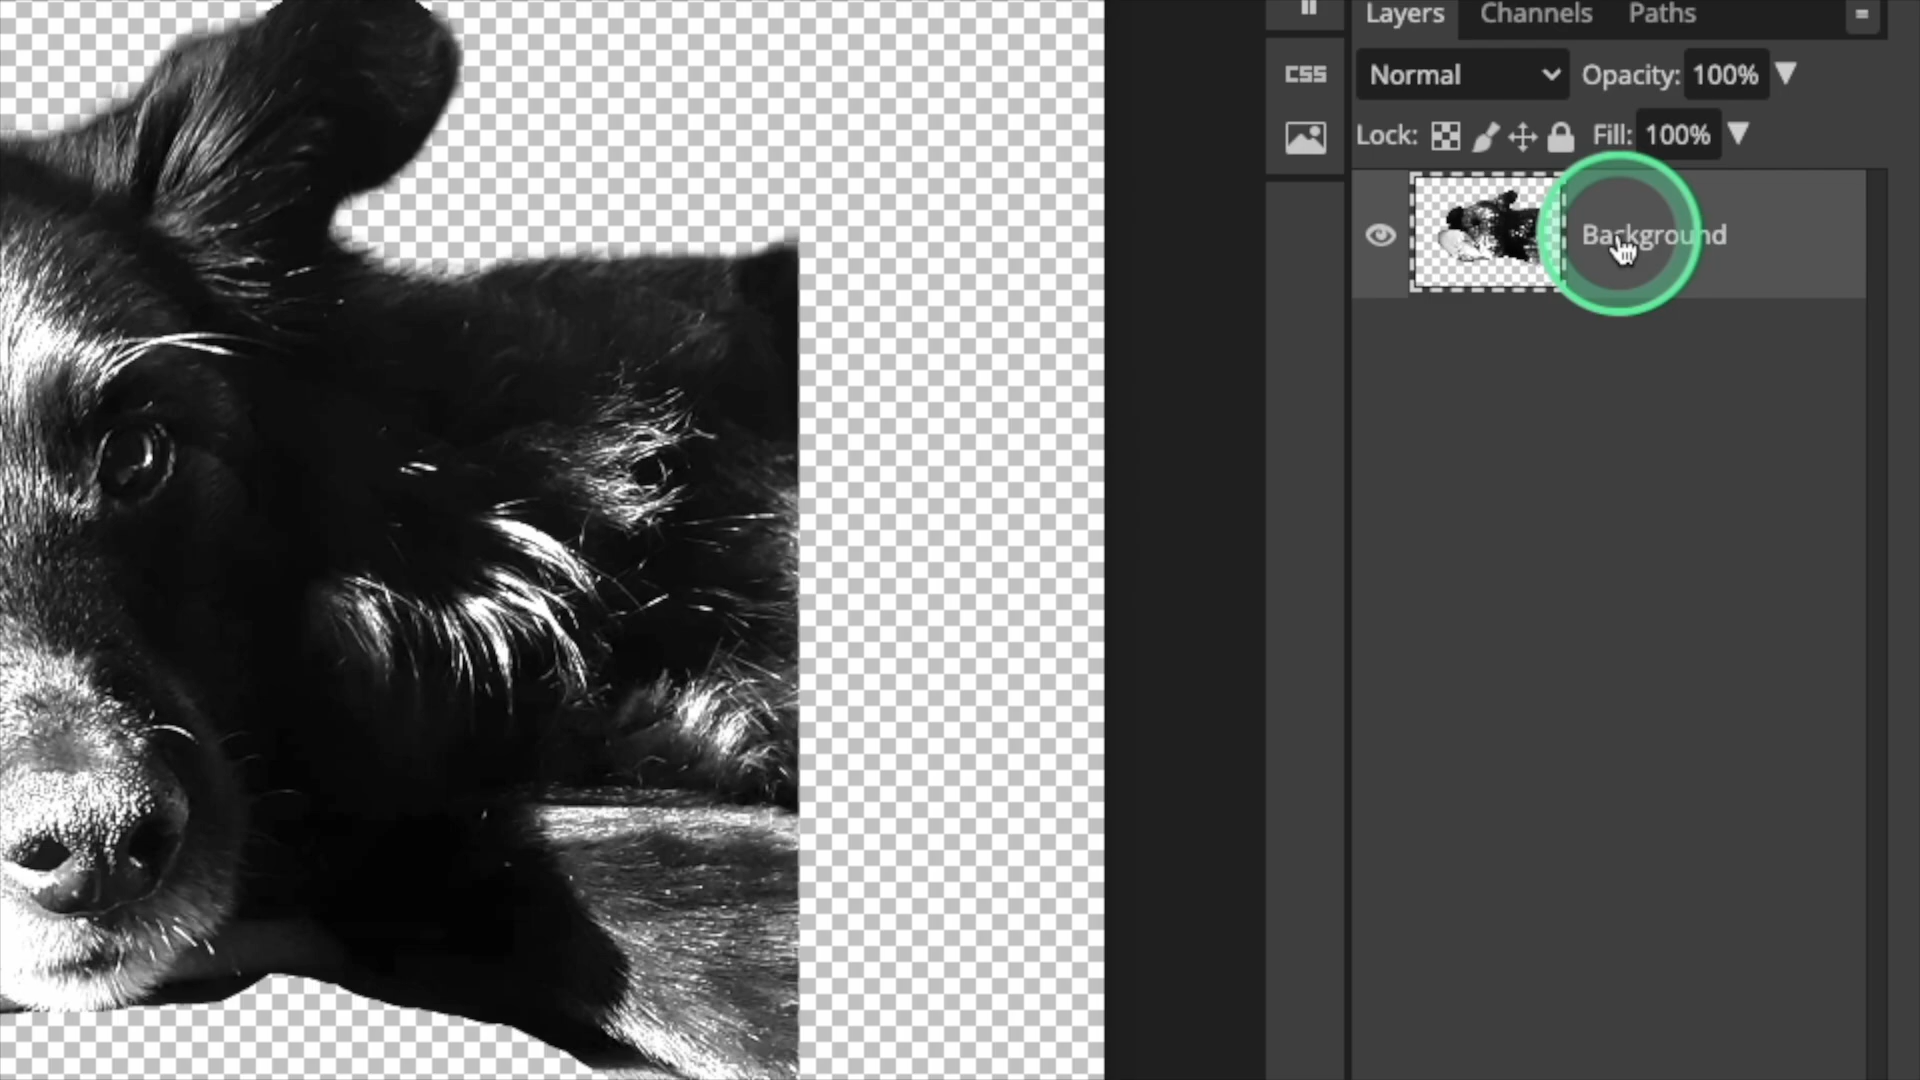 Layers Channels Paths
CSS
Normal Opacity: 100%
Lock: Fill: 100%
Background